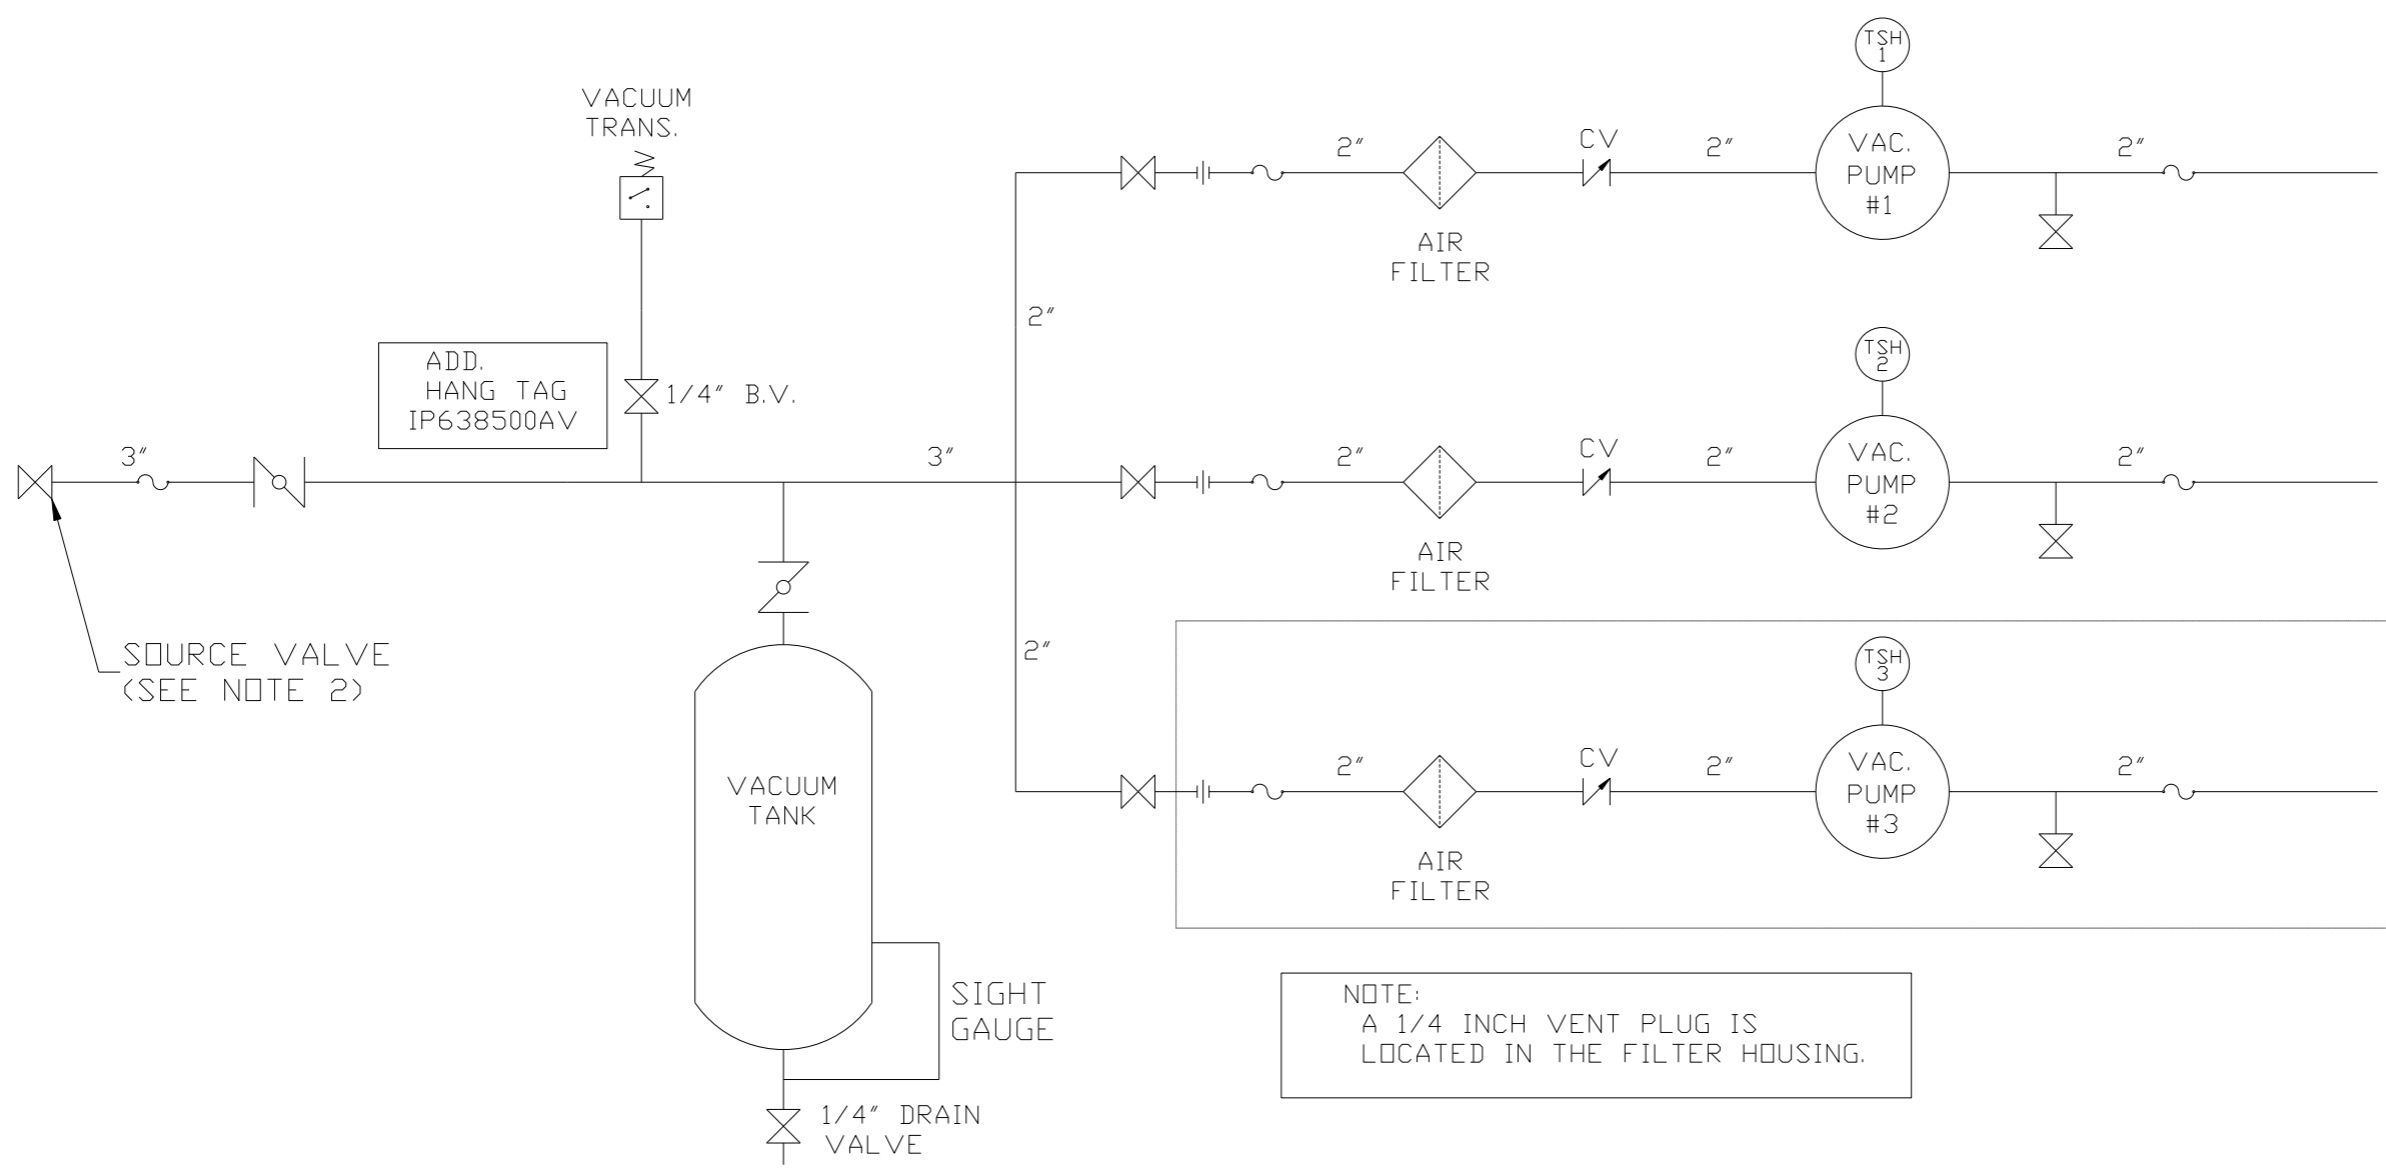 TSH
1
VACUUM
TRANS.
2″
CV
2″
VAC.
PUMP
#1
2″
AIR
FILTER
2″
TSH
2
ADD.
HANG TAG
IP638500AV
1/4″ B.V.
3″
3″
2″
CV
2″
VAC.
PUMP
#2
2″
AIR
FILTER
SOURCE VALVE
(SEE NOTE 2)
2″
TSH
3
VACUUM
TANK
2″
CV
2″
VAC.
PUMP
#3
2″
AIR
FILTER
SIGHT
GAUGE
NOTE:
A 1/4 INCH VENT PLUG IS
LOCATED IN THE FILTER HOUSING.
1/4″ DRAIN
VALVE